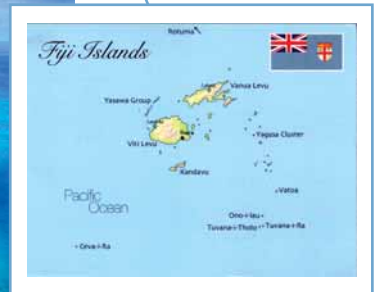 Rotuma
Fiji Islands
Vanua Levu
Yasawa Group
Yagasa Cluster
Viti Levu
Kandavu
Vatoa
Pacific
Ocean
Ono-i-lau
Tuvana-i-Tholo
Tuvana-i-Ra
Ceva-i-Ra